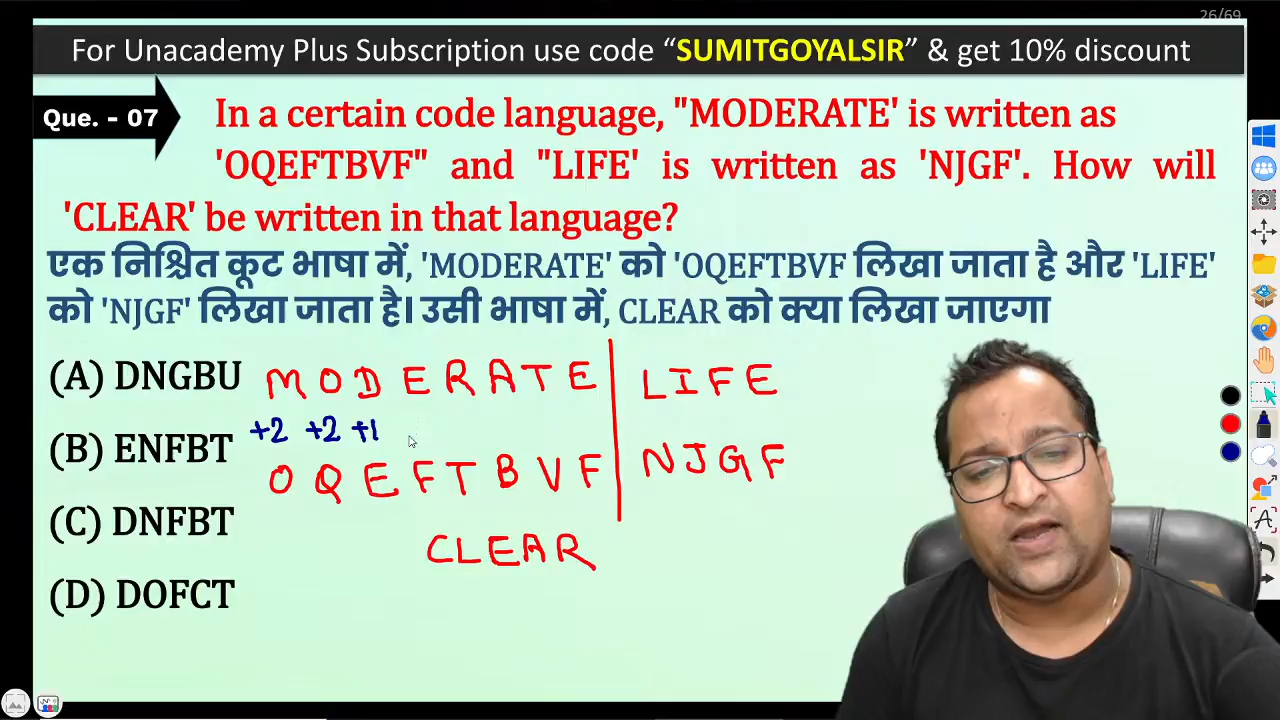 26/69
For Unacademy Plus Subscription use code “SUMITGOYALSIR” & get 10% discount
Que. - 07
In a certain code language, "MODERATE' is written as
'OQEFTBVF" and "LIFE' is written as 'NJGF'. How will
'CLEAR' be written in that language?
एक निश्चित कूट भाषा में, 'MODERATE' को 'OQEFTBVF लिखा जाता है और 'LIFE'
को 'NJGF' लिखा जाता है। उसी भाषा में, CLEAR को क्या लिखा जाएगा
(A) DNGBU
MODERATE LIFE
+2 +2 +1
(B) ENFBT
OQEFTBVF NJGF
(C) DNFBT
CLEAR
(D) DOFCT